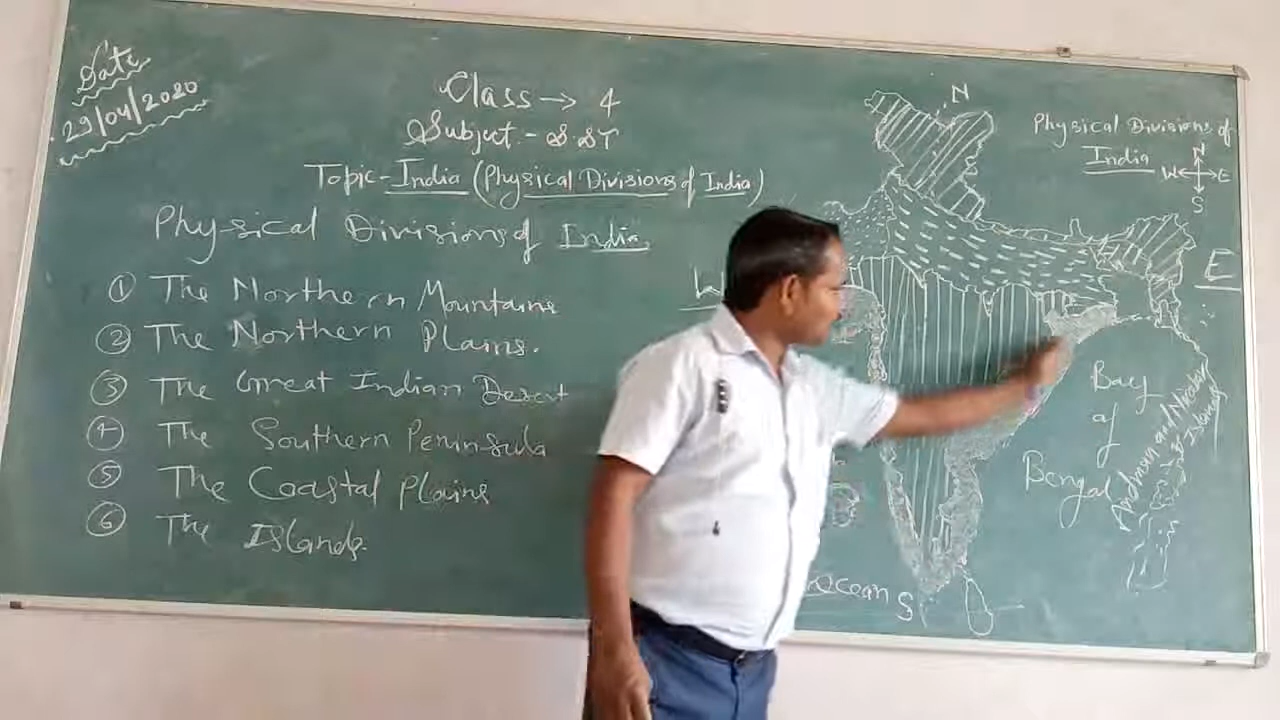 Date
29/04/2020
Class → 4
Subject - S.ST
Topic - India (Physical Divisions of India)
Physical Divisions of India
① The Northern Mountains
② The Northern Plains.
③ The Great Indian Desert
④ The Southern Peninsula
⑤ The Coastal Plains
⑥ The Islands.
N
Physical Divisions of
India
N
W E
S
W
E
Bay
of
Bengal
Andman and Nicobar
Islands
Ocean
S